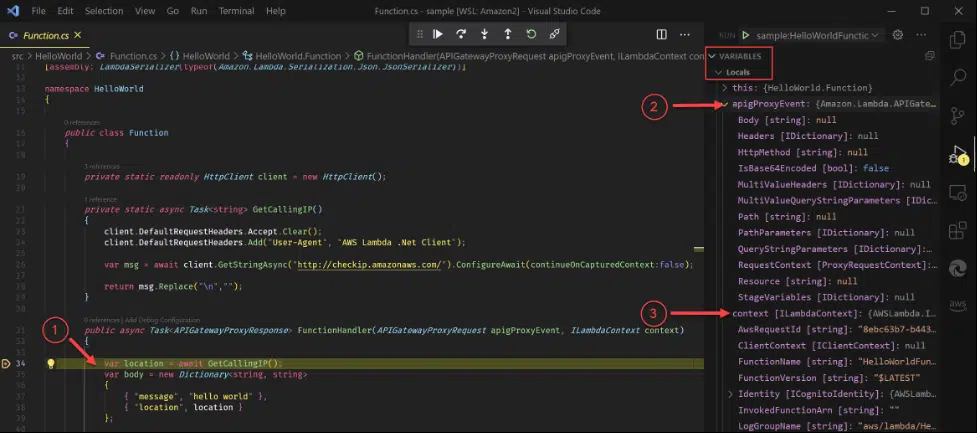 File Edit Selection View Go Run Terminal Help
Function.cs - sample [WSL: Amazon2] - Visual Studio Code
Function.cs
src > HelloWorld > Function.cs > {} HelloWorld > HelloWorld.Function > FunctionHandler(APIGatewayProxyRequest apigProxyEvent, ILambdaContext con
11 [assembly: LambdaSerializer(typeof(Amazon.Lambda.Serialization.Json.JsonSerializer))]
12
13 namespace HelloWorld
14 {
15
0 references
16 public class Function
17 {
18
1 references
19 private static readonly HttpClient client = new HttpClient();
20
1 reference
21 private static async Task<string> GetCallingIP()
22 {
23 client.DefaultRequestHeaders.Accept.Clear();
24 client.DefaultRequestHeaders.Add("User-Agent", "AWS Lambda .Net Client");
25
26 var msg = await client.GetStringAsync("http://checkip.amazonaws.com/").ConfigureAwait(continueOnCapturedContext:false);
27
28 return msg.Replace("\n","");
29 }
30
0 references | Add Debug Configuration
31 public async Task<APIGatewayProxyResponse> FunctionHandler(APIGatewayProxyRequest apigProxyEvent, ILambdaContext context)
{
1
34 var location = await GetCallingIP();
35 var body = new Dictionary<string, string>
36 {
37 { "message", "hello world" },
38 { "location", location }
39 };
40
RUN sample:HelloWorldFunctic
VARIABLES
Locals
this: {HelloWorld.Function}
2
apigProxyEvent: {Amazon.Lambda.APIGate…
Body [string]: null
Headers [IDictionary]: null
HttpMethod [string]: null
IsBase64Encoded [bool]: false
MultiValueHeaders [IDictionary]: null
MultiValueQueryStringParameters [IDic…
Path [string]: null
PathParameters [IDictionary]: null
QueryStringParameters [IDictionary]:…
RequestContext [ProxyRequestContext]:…
Resource [string]: null
StageVariables [IDictionary]: null
3
context [ILambdaContext]: {AWSLambda.I…
AwsRequestId [string]: "8ebc63b7-b443…
ClientContext [IClientContext]: null
FunctionName [string]: "HelloWorldFun…
FunctionVersion [string]: "$LATEST"
Identity [ICognitoIdentity]: {AWSLamb…
InvokedFunctionArn [string]: ""
LogGroupName [string]: "aws/lambda/He…
1
aws